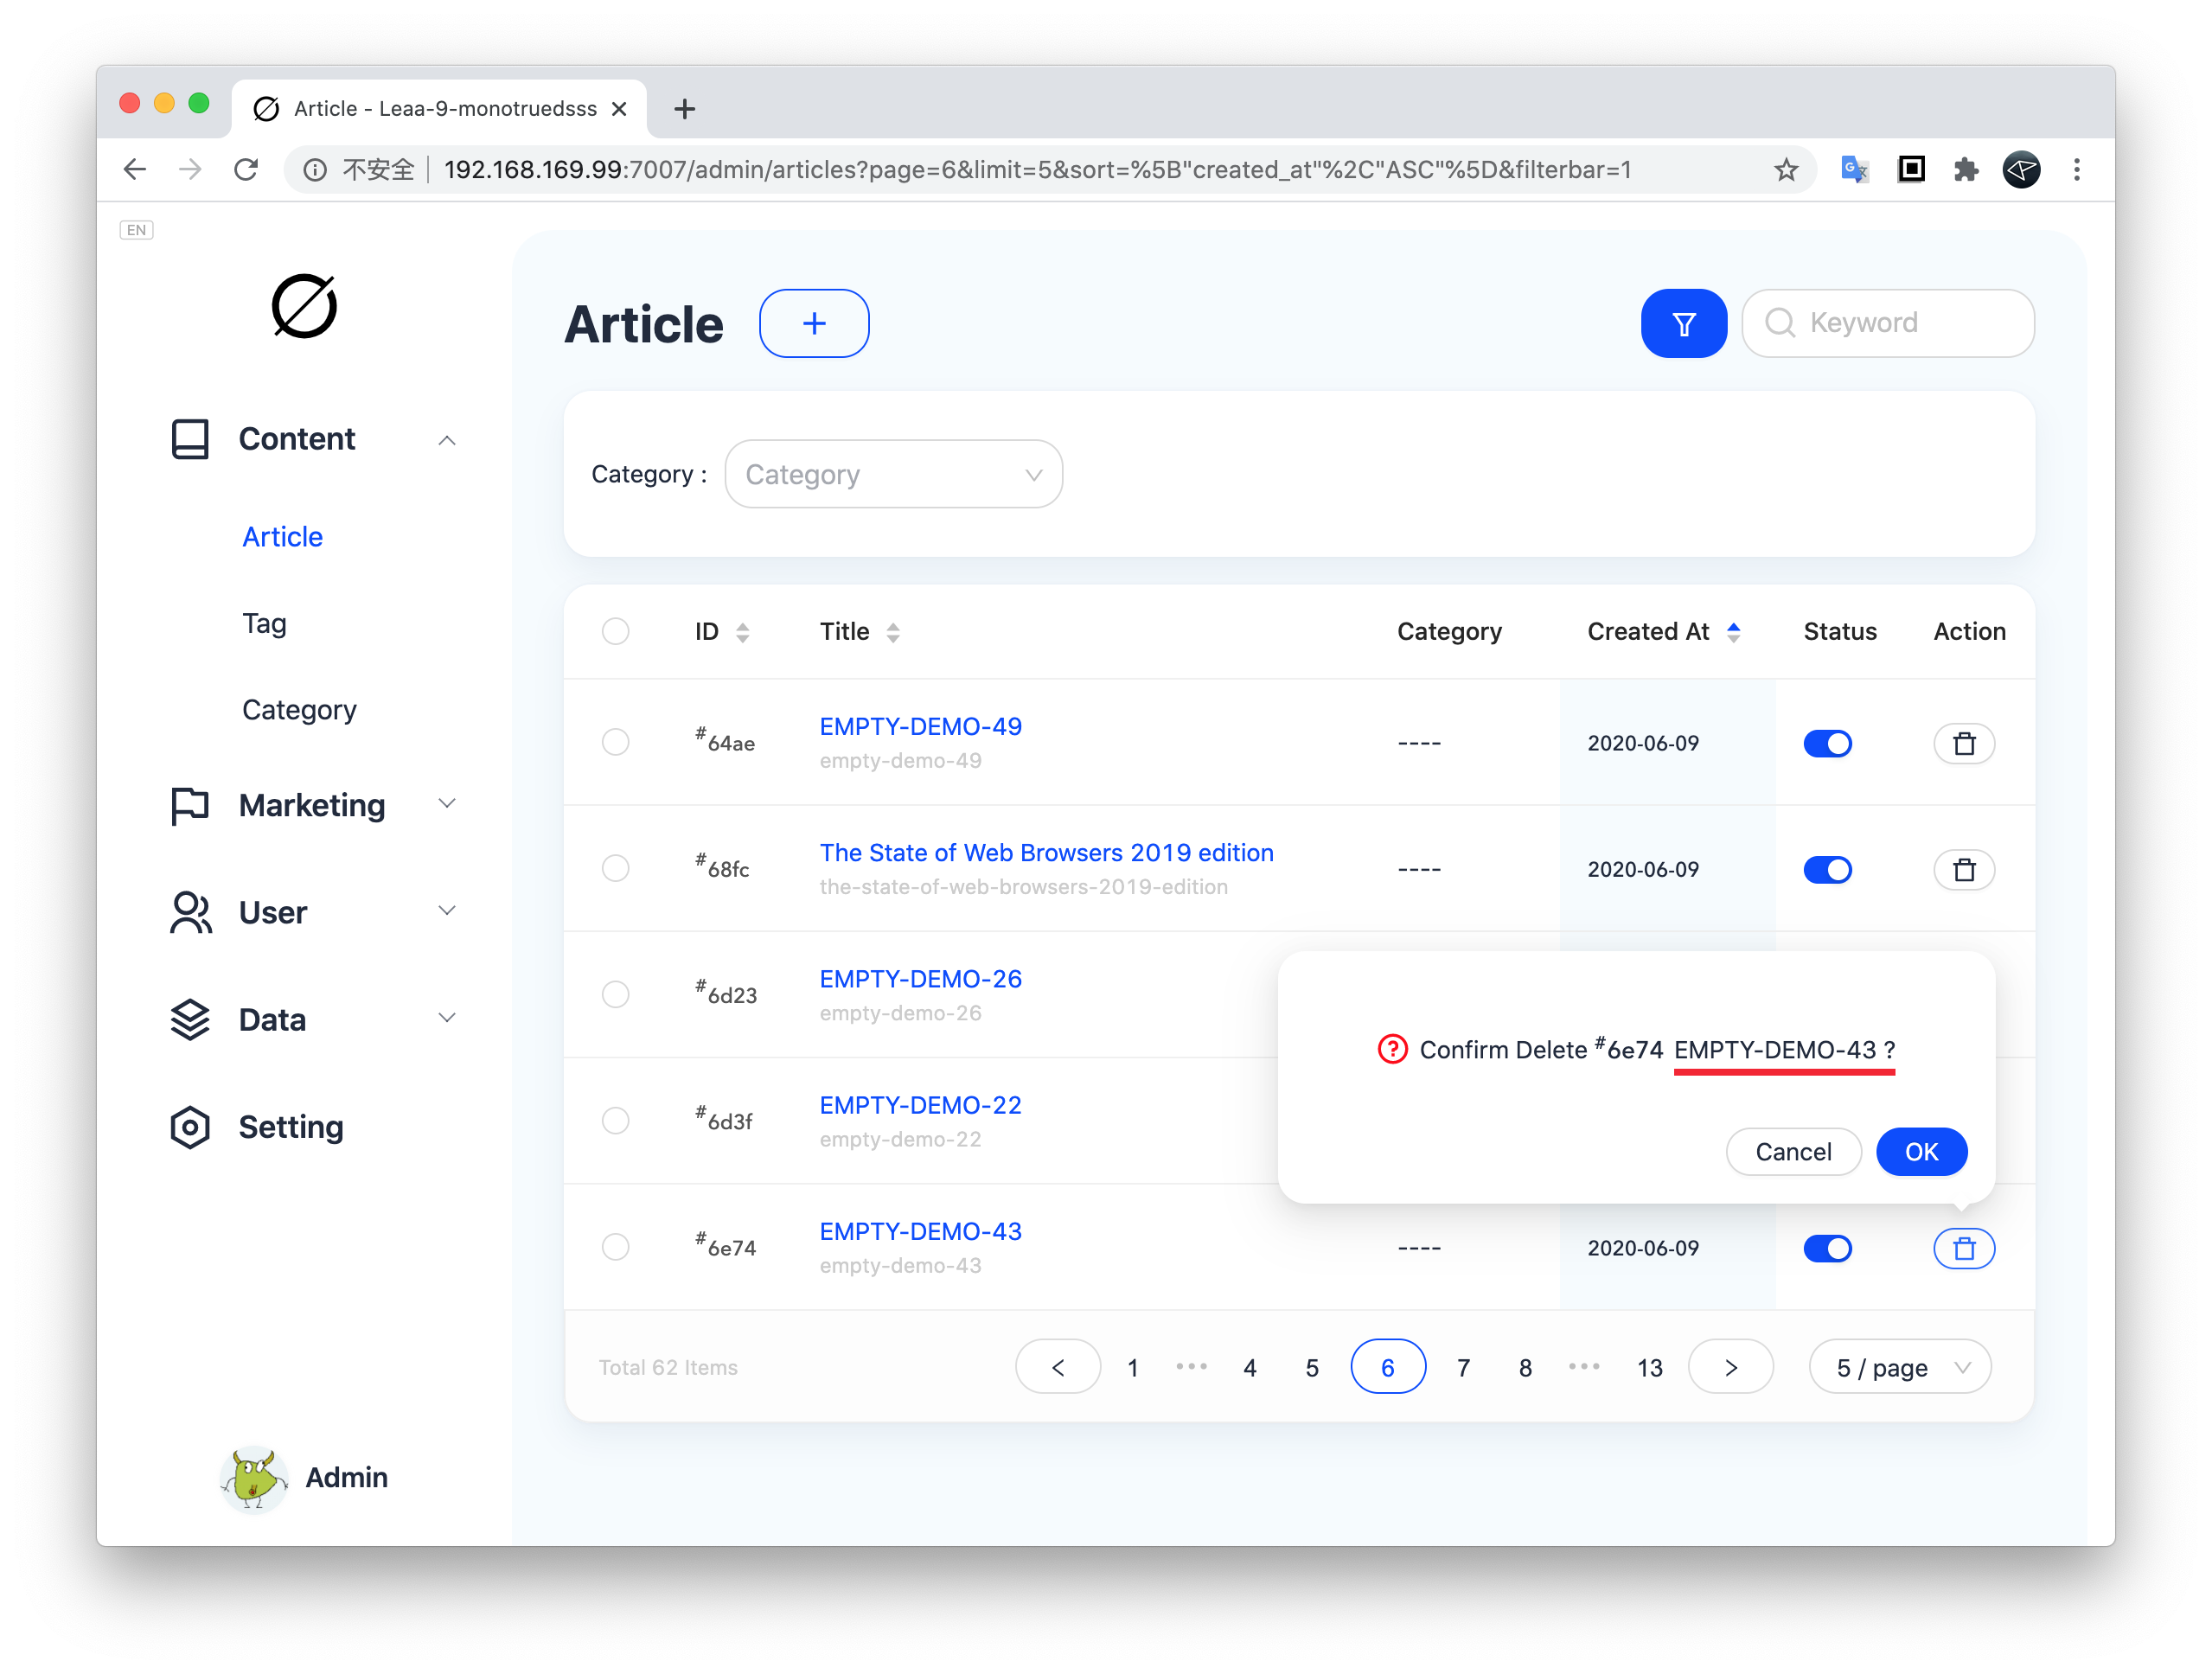 Article - Leaa-9-monotruedsss
不安全 192.168.169.99:7007/admin/articles?page=6&limit=5&sort=%5B"created_at"%2C"ASC"%5D&filterbar=1
EN
Content
Article
Tag
Category
Marketing
User
Data
Setting
Admin
Article
Keyword
Category :
Category
ID Title Category Created At Status Action
#64ae EMPTY-DEMO-49 ---- 2020-06-09
empty-demo-49
#68fc The State of Web Browsers 2019 edition ---- 2020-06-09
the-state-of-web-browsers-2019-edition
#6d23 EMPTY-DEMO-26
empty-demo-26
#6d3f EMPTY-DEMO-22
empty-demo-22
Confirm Delete #6e74 EMPTY-DEMO-43 ?
Cancel OK
#6e74 EMPTY-DEMO-43 ---- 2020-06-09
empty-demo-43
Total 62 Items 1 ••• 4 5 6 7 8 ••• 13 5 / page